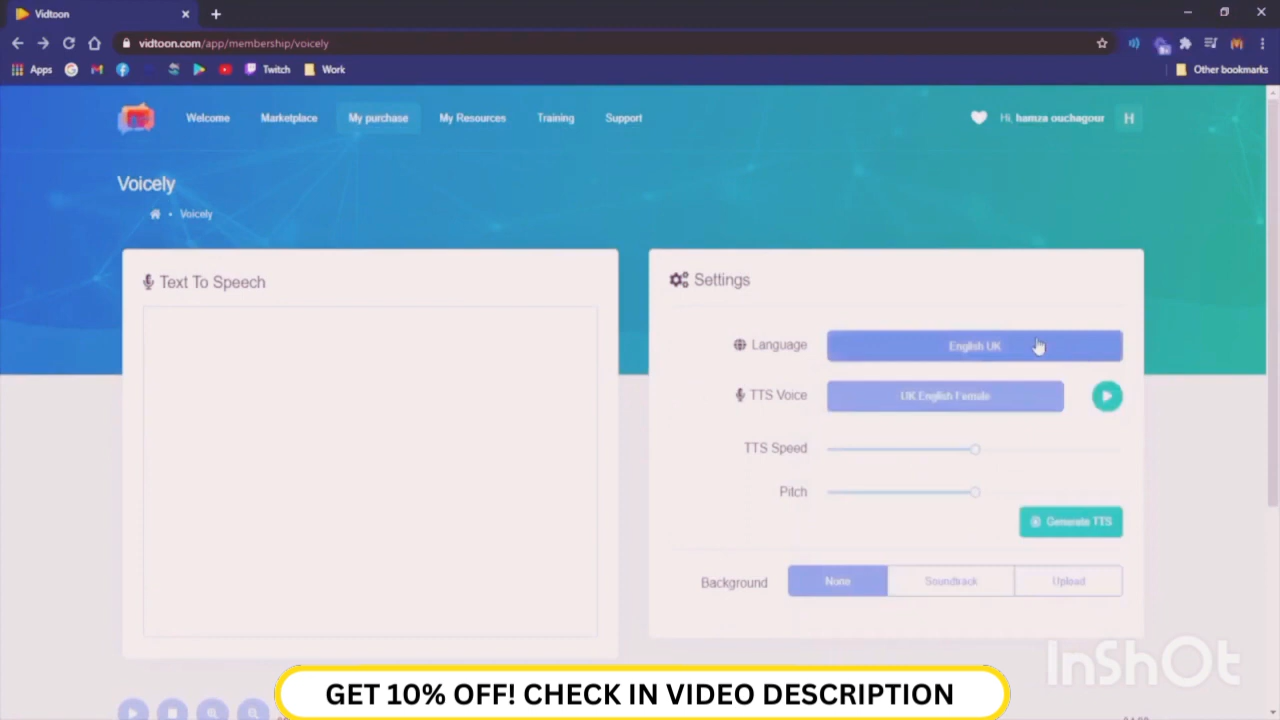 Vidtoon
vidtoon.com/app/membership/voicely
Apps
Twitch
Work
Other bookmarks
Welcome
Marketplace
My purchase
My Resources
Training
Support
Hi, hamza ouchagour
H
Voicely
Voicely
Text To Speech
Settings
Language
English UK
TTS Voice
UK English Female
TTS Speed
Pitch
Generate TTS
Background
None
Soundtrack
Upload
InShOt
GET 10% OFF! CHECK IN VIDEO DESCRIPTION